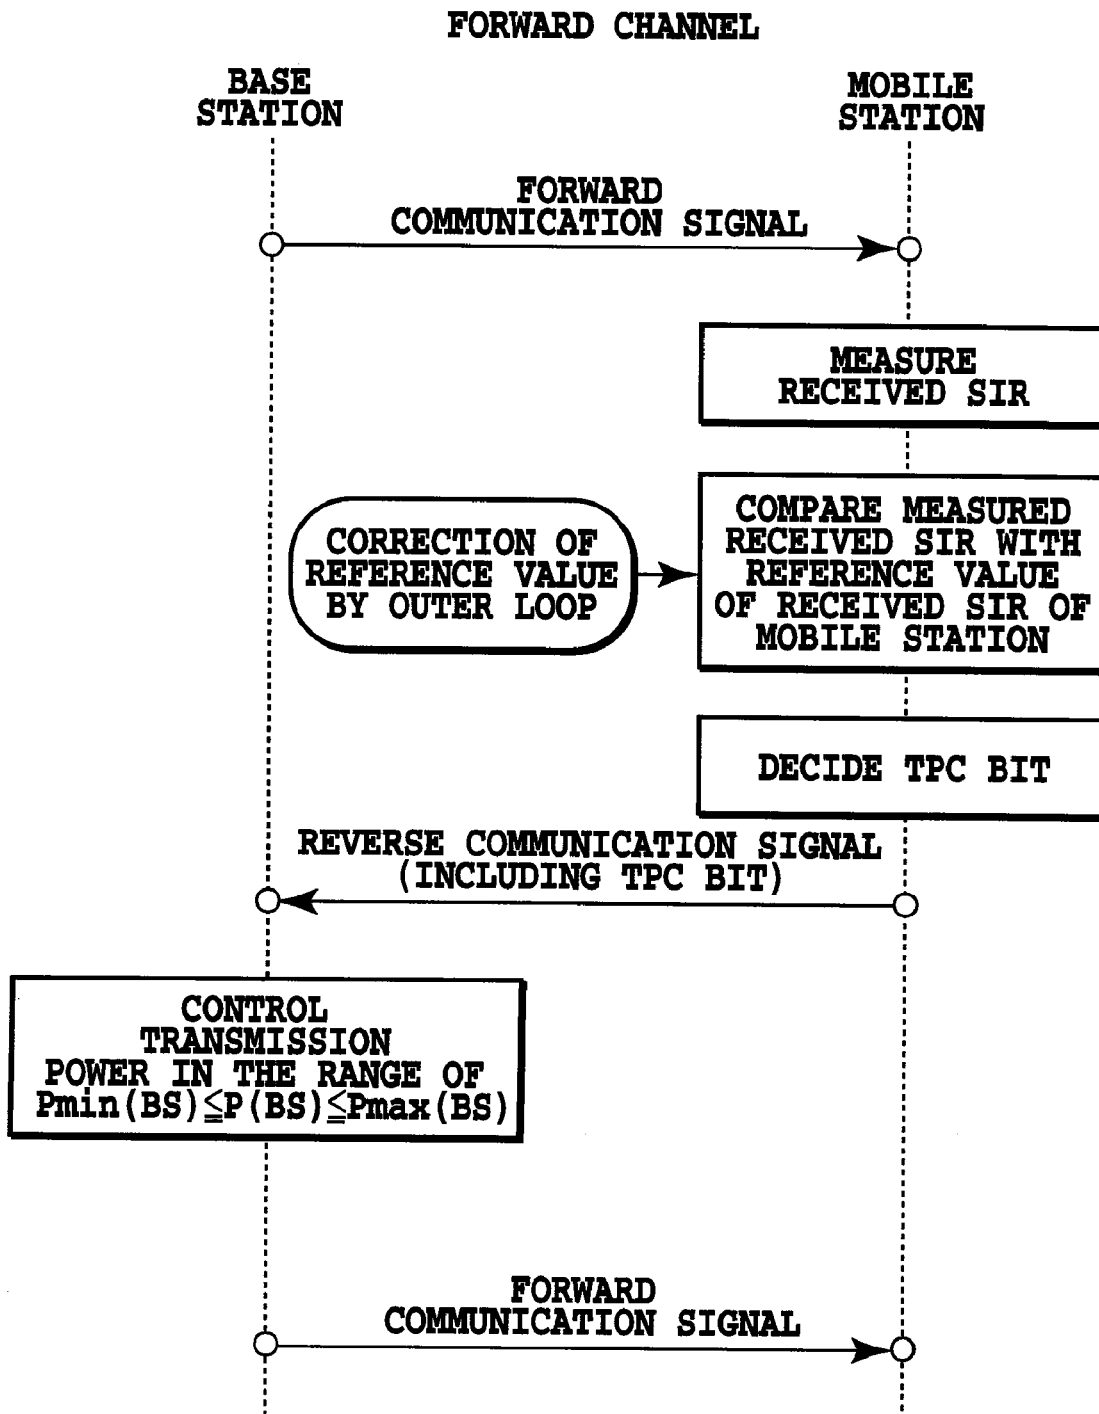 FORWARD CHANNEL
BASE
STATION
MOBILE
STATION
FORWARD
COMMUNICATION SIGNAL
MEASURE
RECEIVED SIR
CORRECTION OF
REFERENCE VALUE
BY OUTER LOOP
COMPARE MEASURED
RECEIVED SIR WITH
REFERENCE VALUE
OF RECEIVED SIR OF
MOBILE STATION
DECIDE TPC BIT
REVERSE COMMUNICATION SIGNAL
(INCLUDING TPC BIT)
CONTROL
TRANSMISSION
POWER IN THE RANGE OF
Pmin(BS)≦P(BS)≦Pmax(BS)
FORWARD
COMMUNICATION SIGNAL